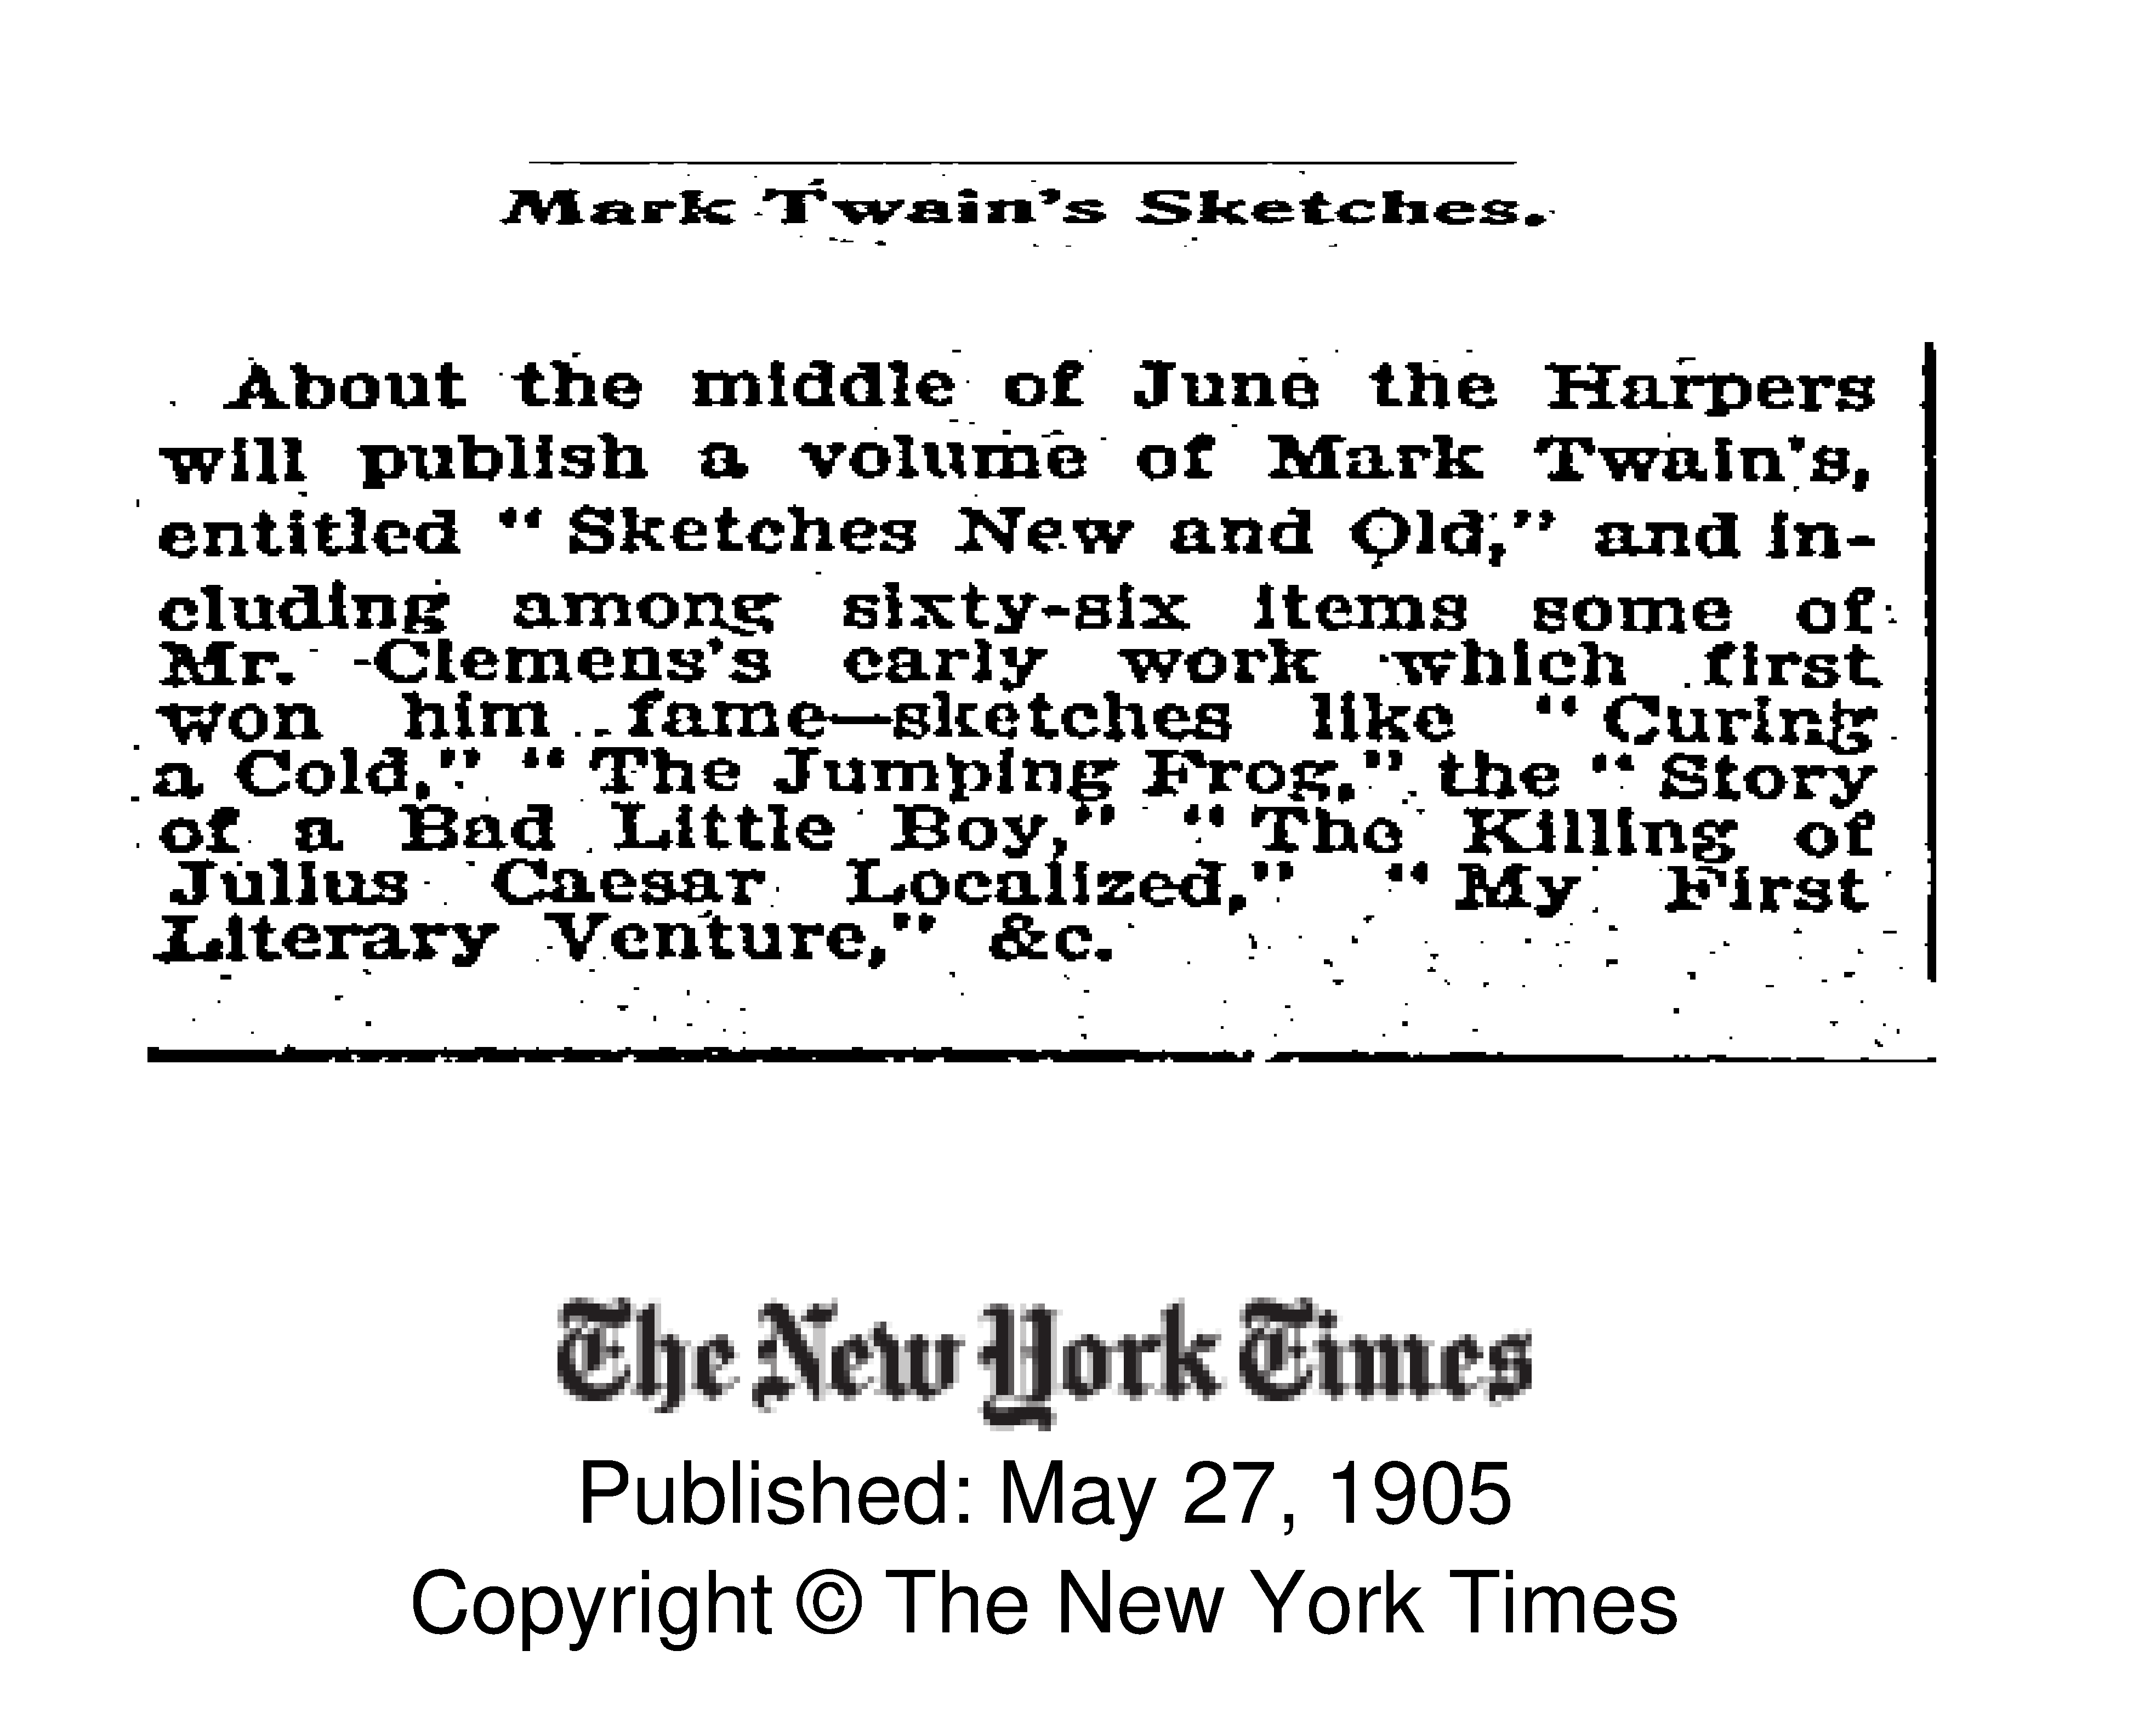 Mark Twain's Sketches.
About the middle of June the Harpers
will publish a volume of Mark Twain's,
entitled "Sketches New and Old," and in-
cluding among sixty-six items some of
Mr. Clemens's early work which first
won him fame—sketches like "Curing
a Cold," "The Jumping Frog," the "Story
of a Bad Little Boy," "The Killing of
Julius Caesar Localized," "My First
Literary Venture," &c.
The New York Times
Published: May 27, 1905
Copyright © The New York Times